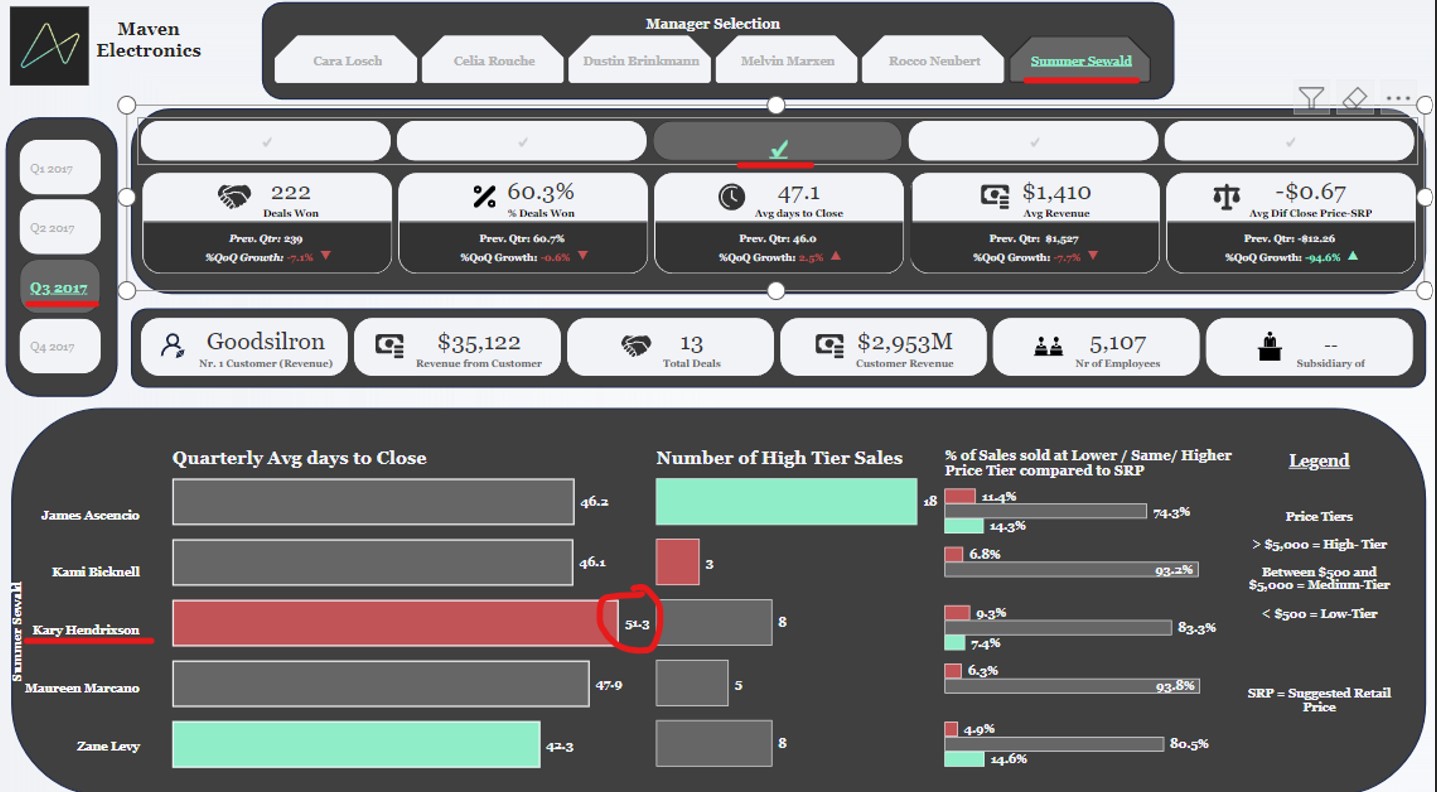 Maven
Electronics
Manager Selection
Cara Losch
Celia Rouche
Dustin Brinkmann
Melvin Marxen
Rocco Neubert
Summer Sewald
Q1 2017
Q2 2017
Q3 2017
Q4 2017
222
Deals Won
Prev. Qtr: 239
%QoQ Growth: -7.1%
60.3%
% Deals Won
Prev. Qtr: 60.7%
%QoQ Growth: -0.6%
47.1
Avg days to Close
Prev. Qtr: 46.0
%QoQ Growth: 2.5%
$1,410
Avg Revenue
Prev. Qtr: $1,527
%QoQ Growth: -7.7%
-$0.67
Avg Dif Close Price-SRP
Prev. Qtr: -$12.26
%QoQ Growth: -94.6%
Goodsilron
Nr. 1 Customer (Revenue)
$35,122
Revenue from Customer
13
Total Deals
$2,953M
Customer Revenue
5,107
Nr of Employees
--
Subsidiary of
Summer Sewald
Quarterly Avg days to Close
James Ascencio
46.2
Kami Bicknell
46.1
Kary Hendrixson
51.3
Maureen Marcano
47.9
Zane Levy
42.3
Number of High Tier Sales
18
3
8
5
8
% of Sales sold at Lower / Same/ Higher
Price Tier compared to SRP
11.4%
74.3%
14.3%
6.8%
93.2%
9.3%
83.3%
7.4%
6.3%
93.8%
4.9%
80.5%
14.6%
Legend
Price Tiers
> $5,000 = High- Tier
Between $500 and
$5,000 = Medium-Tier
< $500 = Low-Tier
SRP = Suggested Retail
Price